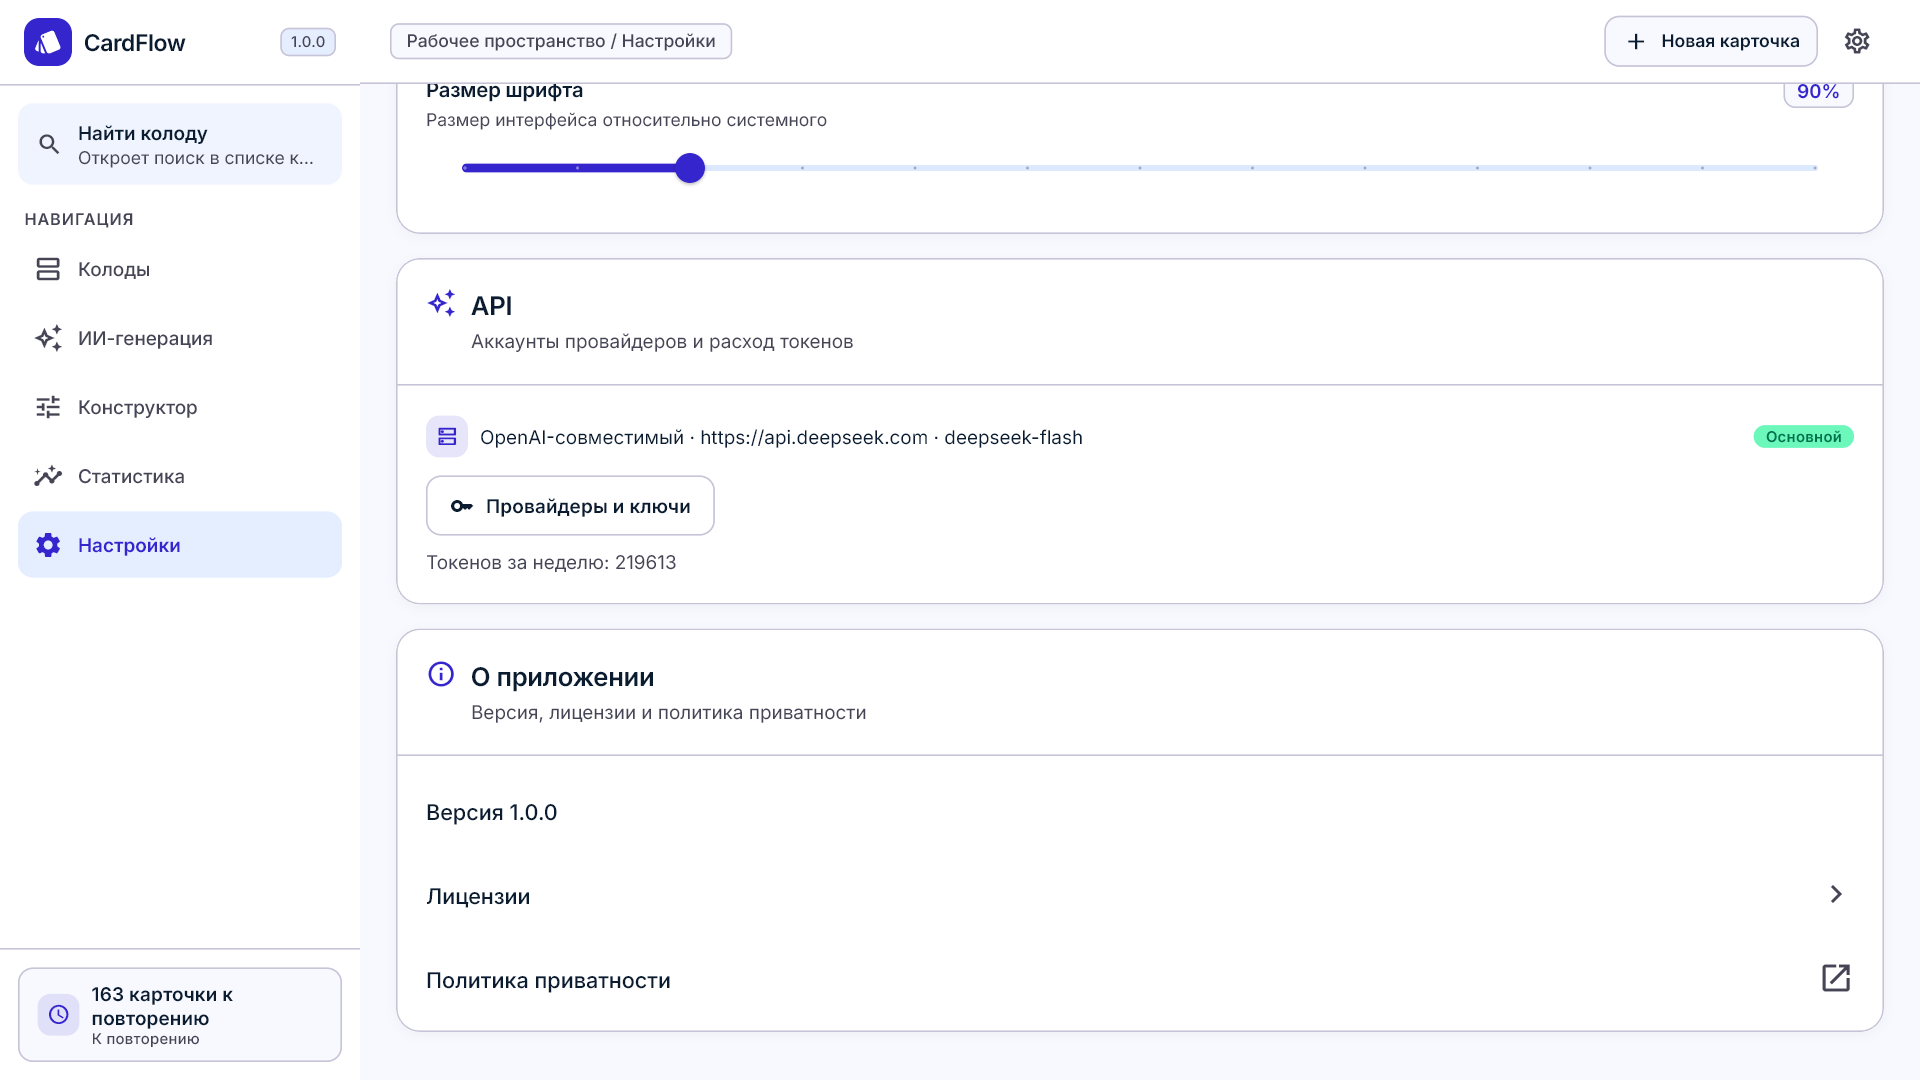 CardFlow
1.0.0
Рабочее пространство / Настройки
Новая карточка
Найти колоду
Откроет поиск в списке к...
НАВИГАЦИЯ
Колоды
ИИ-генерация
Конструктор
Статистика
Настройки
163 карточки к
повторению
К повторению
Размер шрифта
90%
Размер интерфейса относительно системного
API
Аккаунты провайдеров и расход токенов
OpenAI-совместимый · https://api.deepseek.com · deepseek-flash
Основной
Провайдеры и ключи
Токенов за неделю: 219613
О приложении
Версия, лицензии и политика приватности
Версия 1.0.0
Лицензии
Политика приватности